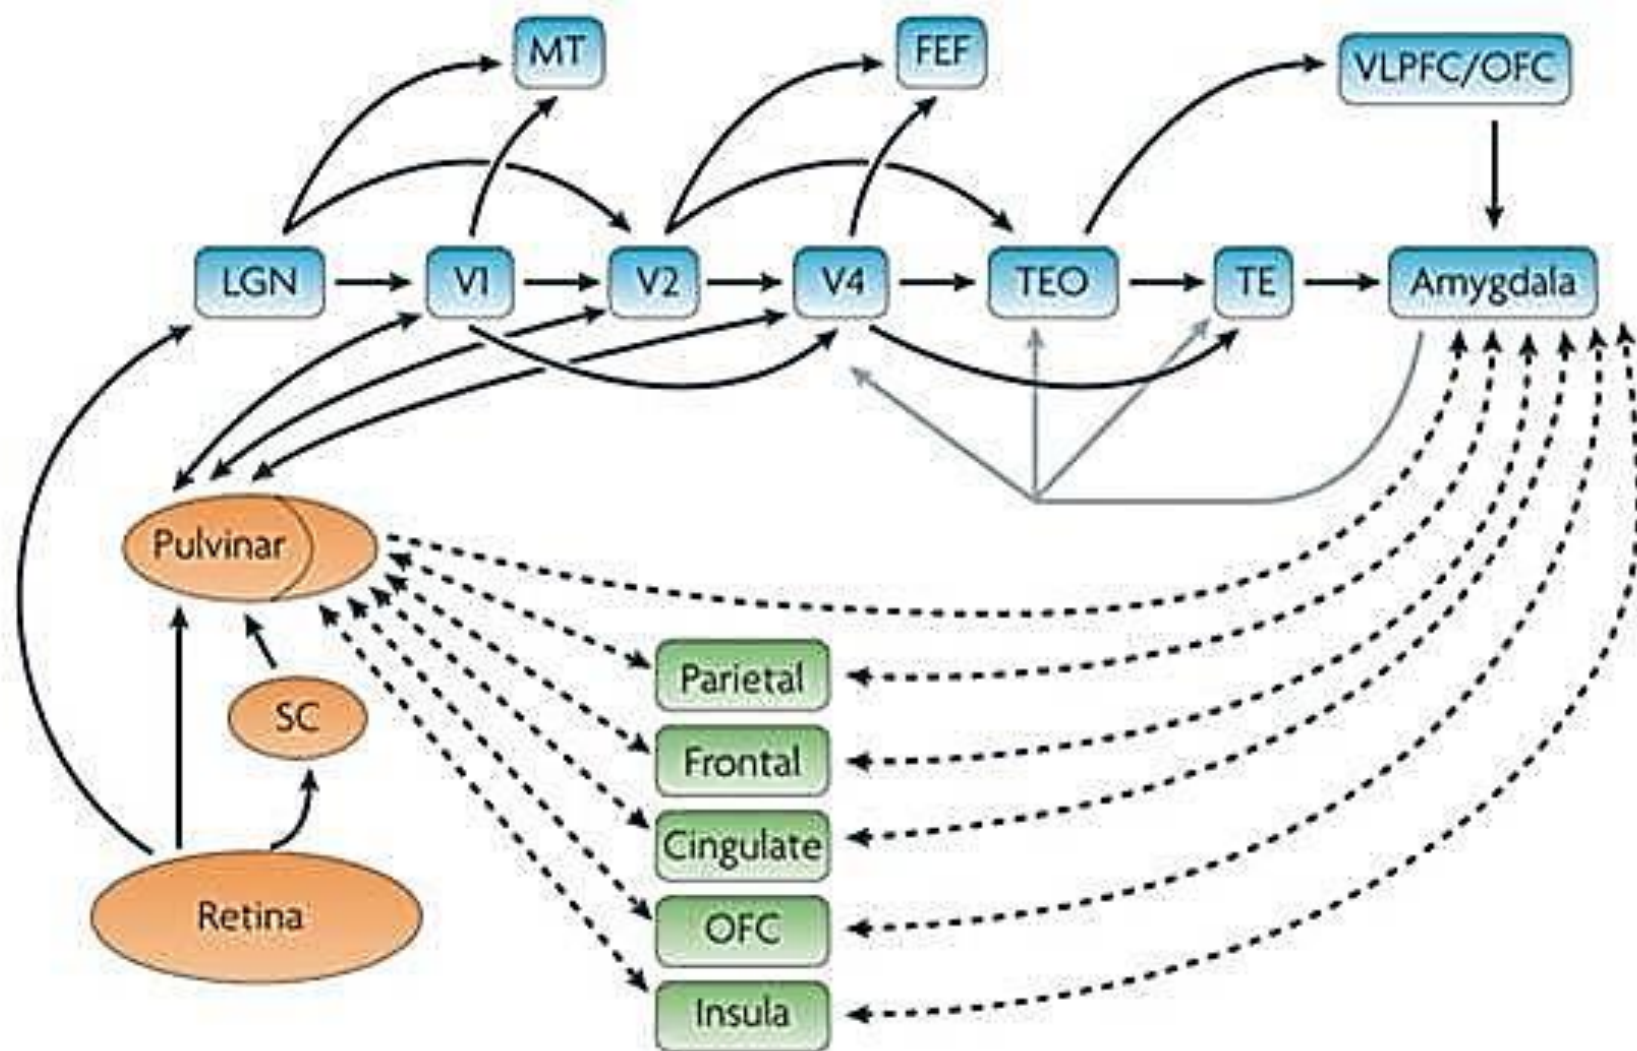 MT
FEF
VLPFC/OFC
LGN
V1
V2
V4
TEO
TE
Amygdala
Pulvinar
SC
Retina
Parietal
Frontal
Cingulate
OFC
Insula